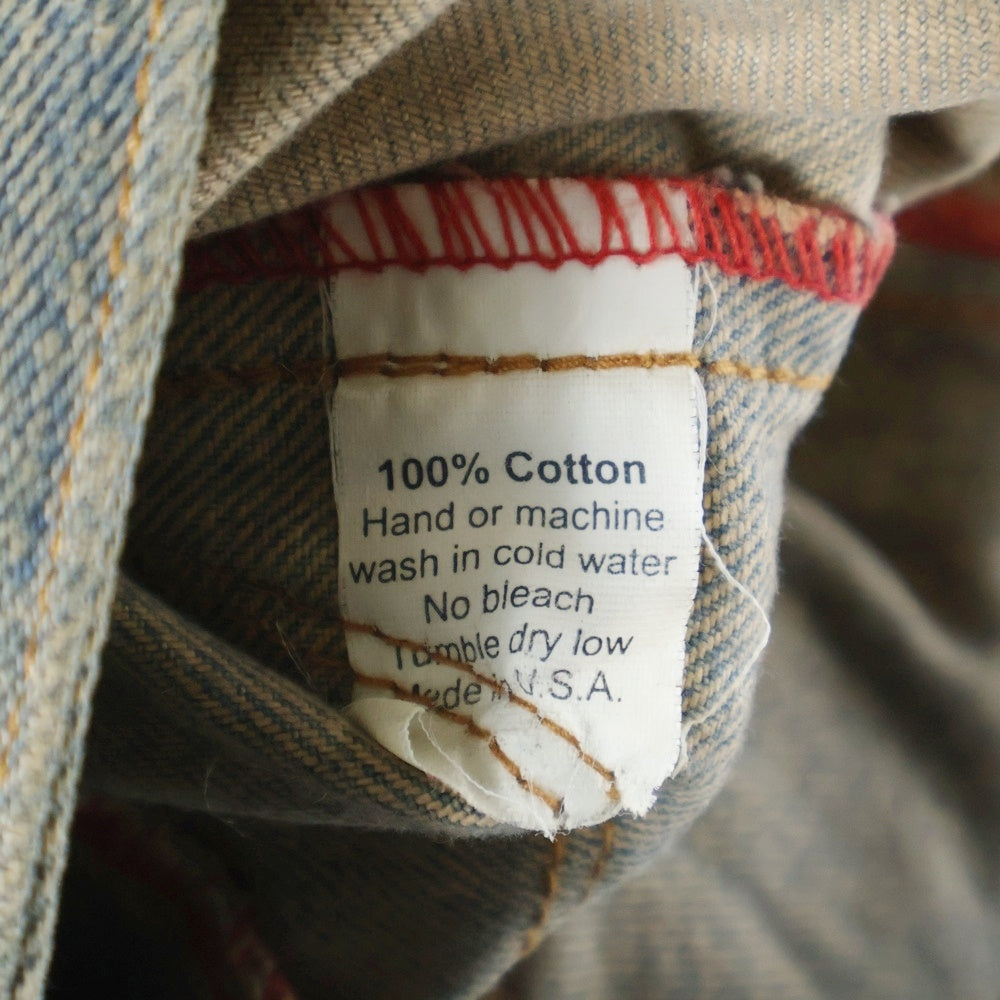 100% Cotton
Hand or machine
wash in cold water
No bleach
Tumble dry low
Made in U.S.A.